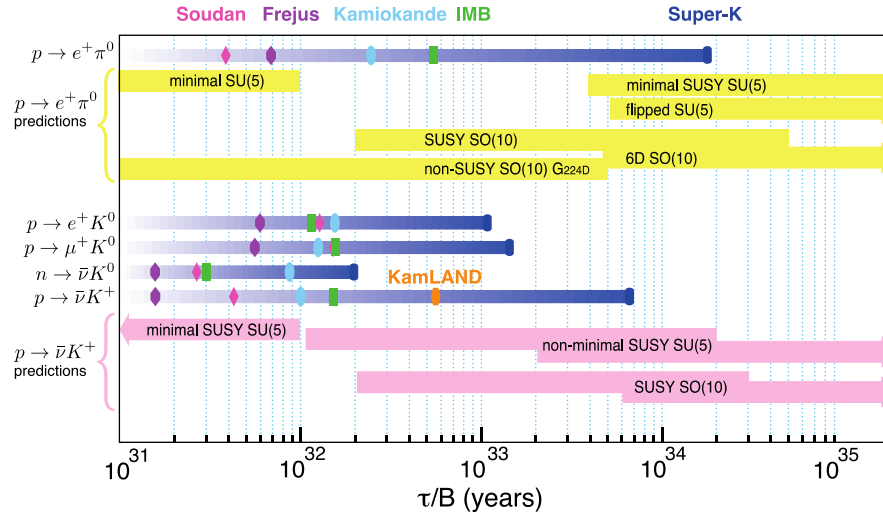 Soudan Frejus Kamiokande IMB Super-K
p → e⁺π⁰
minimal SU(5) minimal SUSY SU(5)
p → e⁺π⁰
predictions
flipped SU(5)
SUSY SO(10)
6D SO(10)
non-SUSY SO(10) G224D
p → e⁺K⁰
p → μ⁺K⁰
n → ν̄K⁰
KamLAND
p → ν̄K⁺
minimal SUSY SU(5)
non-minimal SUSY SU(5)
p → ν̄K⁺
predictions
SUSY SO(10)
10³¹ 10³² 10³³ 10³⁴ 10³⁵
τ/B (years)